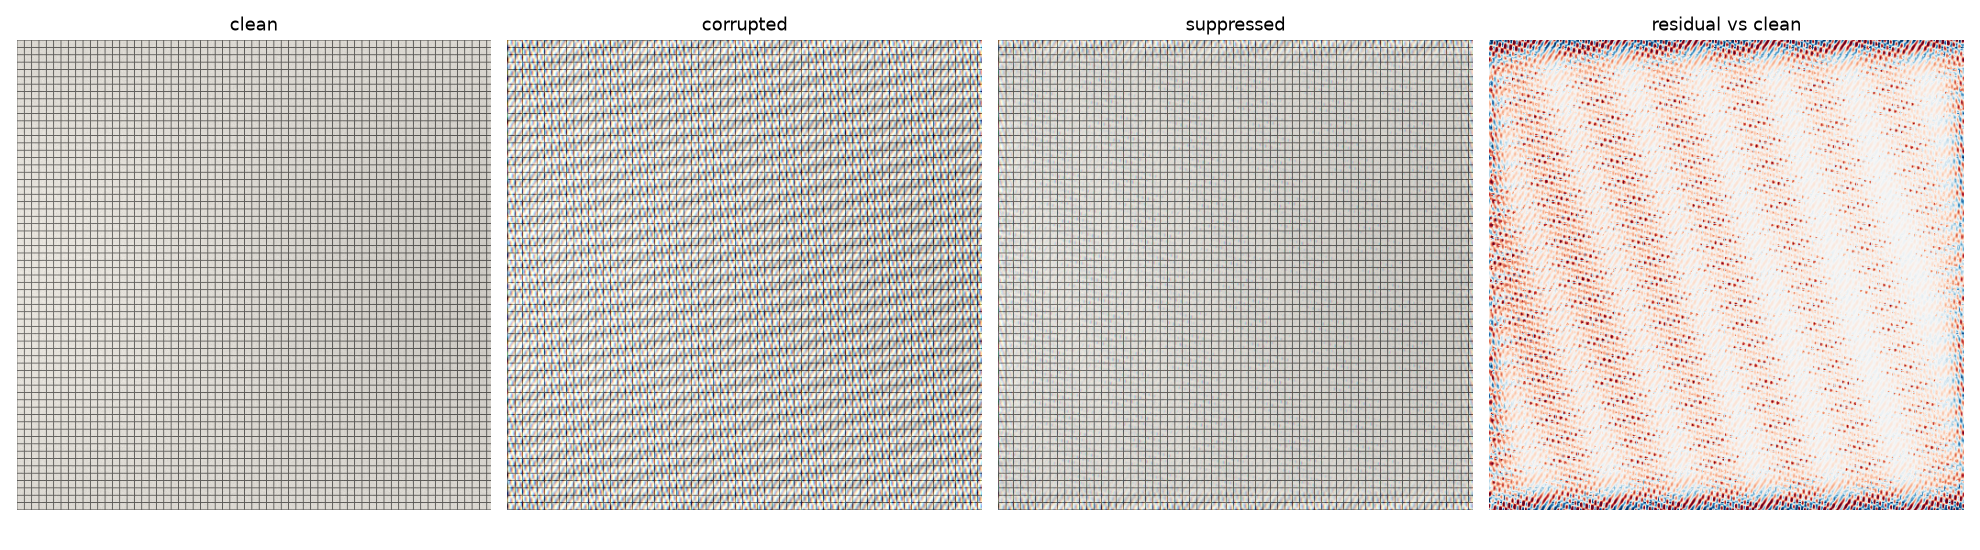 clean
corrupted
suppressed
residual vs clean